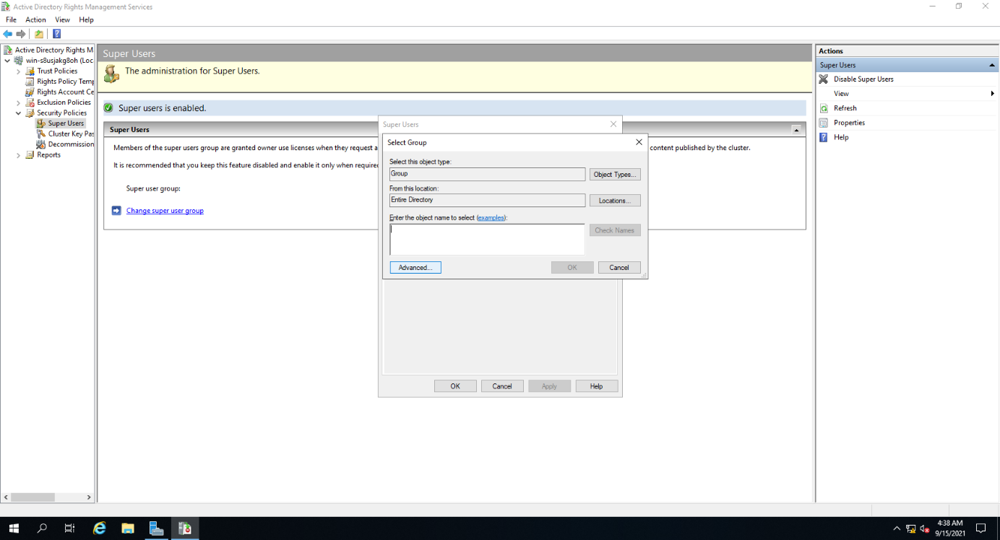 Active Directory Rights Management Services
File Action View Help
Active Directory Rights M
win-s8usjakg8oh (Loc
Trust Policies
Rights Policy Temp
Rights Account Ce
Exclusion Policies
Security Policies
Super Users
Cluster Key Pas
Decommission
Reports
Super Users
The administration for Super Users.
Super users is enabled.
Super Users
Members of the super users group are granted owner use licenses when they request a
content published by the cluster.
It is recommended that you keep this feature disabled and enable it only when require
Super user group:
Change super user group
Super Users
Select Group
Select this object type:
Group
Object Types...
From this location:
Entire Directory
Locations...
Enter the object name to select (examples):
Check Names
Advanced...
OK
Cancel
OK
Cancel
Apply
Help
Actions
Super Users
Disable Super Users
View
Refresh
Properties
Help
4:38 AM
9/15/2021